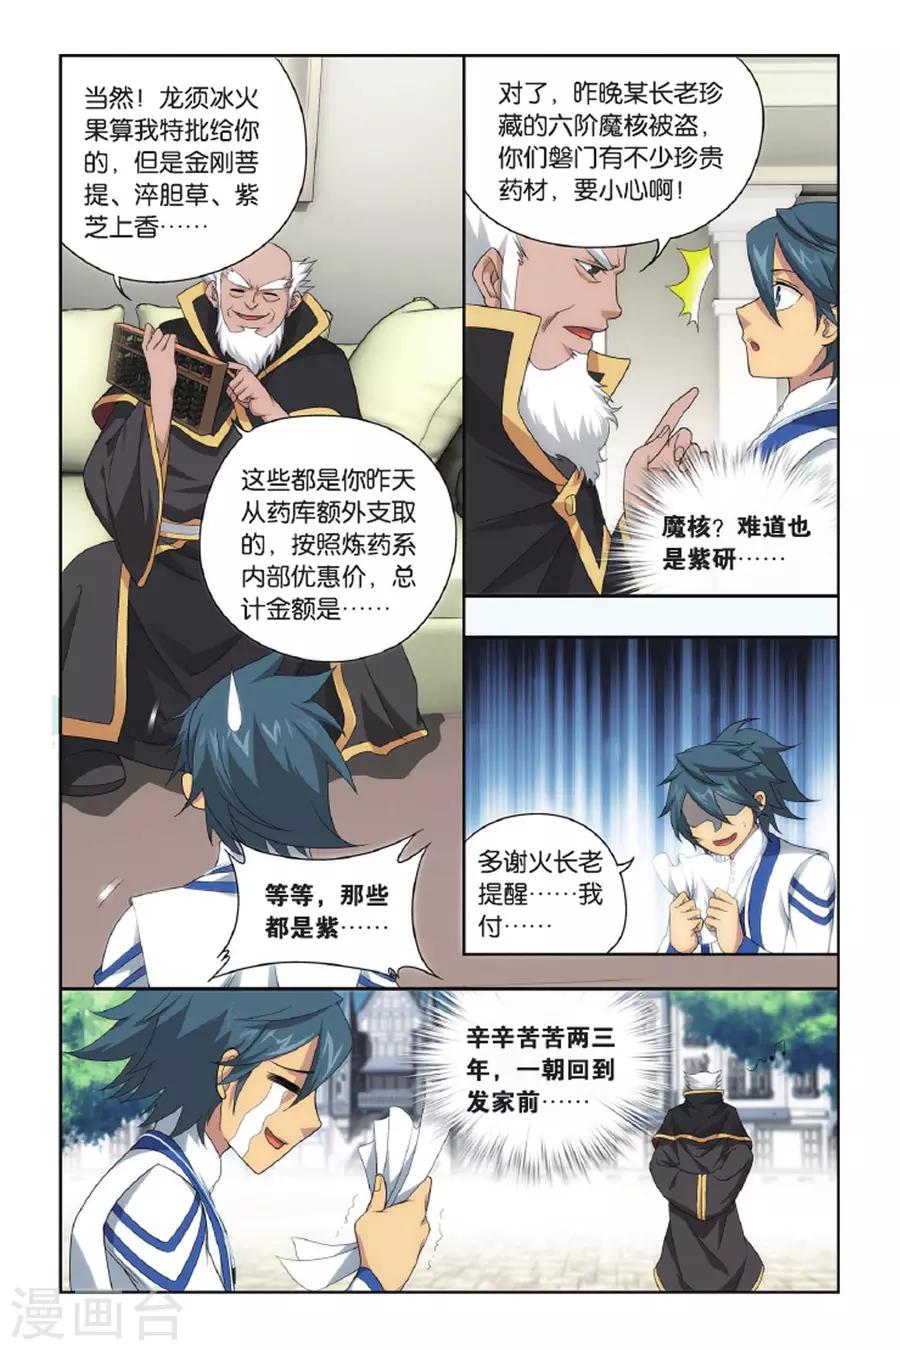 当然！龙须冰火
果算我特批给你
的，但是金刚菩
提、淬胆草、紫
芝上香……
这些都是你昨天
从药库额外支取
的，按照炼药系
内部优惠价，总
计金额是……
等等，那些
都是紫……
对了，昨晚某长老珍
藏的六阶魔核被盗，
你们磐门有不少珍贵
药材，要小心啊！
魔核？难道也
是紫研……
多谢火长老
提醒……我
付……
辛辛苦苦两三
年，一朝回到
发家前……
漫画台